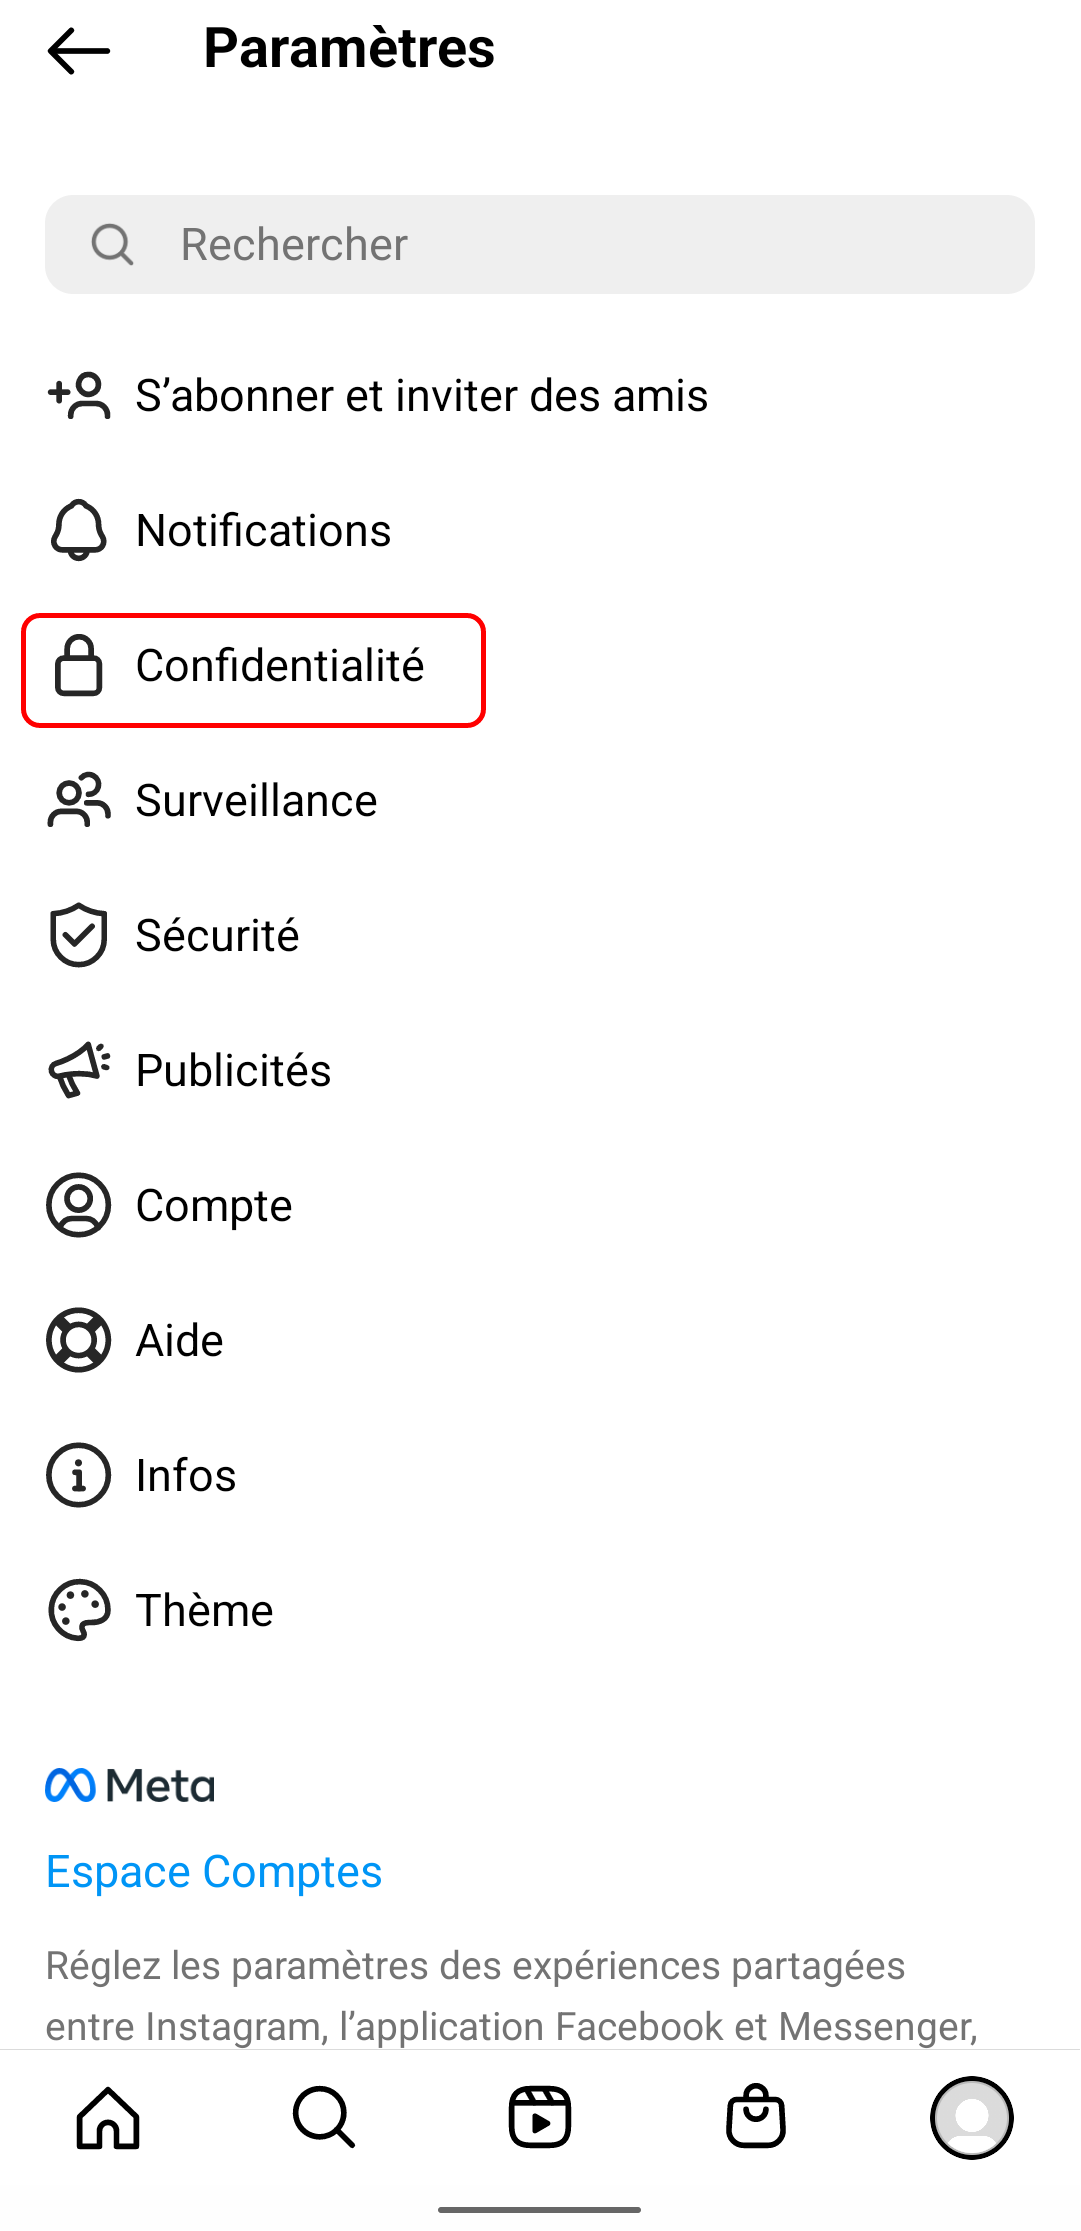 Paramètres
Rechercher
S’abonner et inviter des amis
Notifications
Confidentialité
Surveillance
Sécurité
Publicités
Compte
Aide
Infos
Thème
Meta
Espace Comptes
Réglez les paramètres des expériences partagées
entre Instagram, l’application Facebook et Messenger,